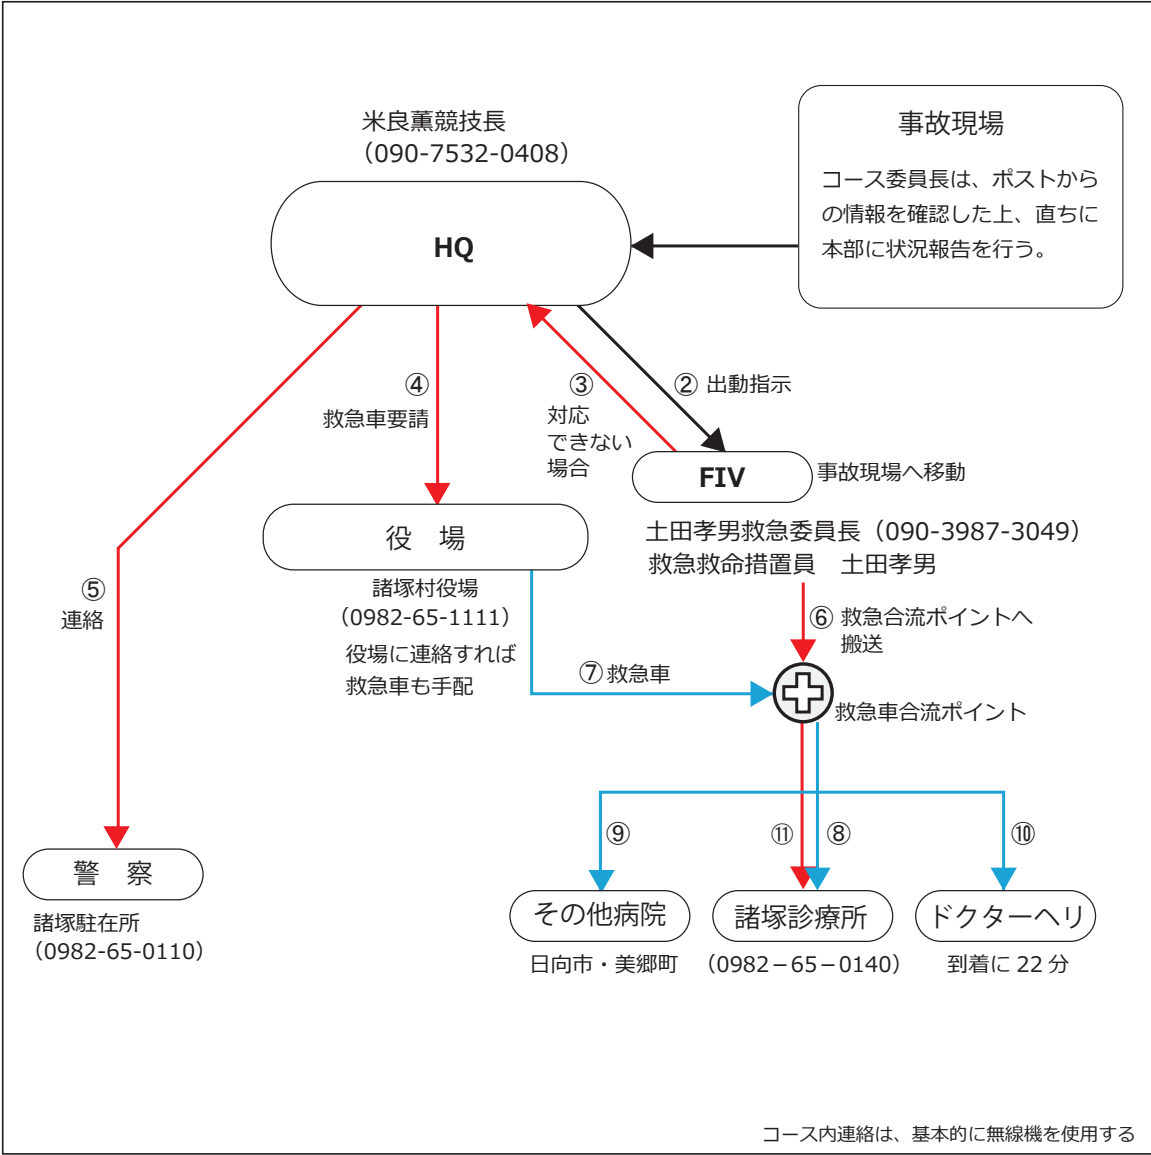 米良薫競技長
（090-7532-0408）
HQ
事故現場
コース委員長は、ポストから
の情報を確認した上、直ちに
本部に状況報告を行う。
④
救急車要請
③
対応
できない
場合
② 出動指示
FIV
事故現場へ移動
土田孝男救急委員長（090-3987-3049）
救急救命措置員　土田孝男
役　場
諸塚村役場
（0982-65-1111）
役場に連絡すれば
救急車も手配
⑤
連絡
⑥ 救急合流ポイントへ
搬送
⑦救急車
救急車合流ポイント
⑨
⑪
⑧
⑩
警　察
諸塚駐在所
（0982-65-0110）
その他病院
日向市・美郷町
諸塚診療所
（0982－65－0140）
ドクターヘリ
到着に 22 分
コース内連絡は、基本的に無線機を使用する